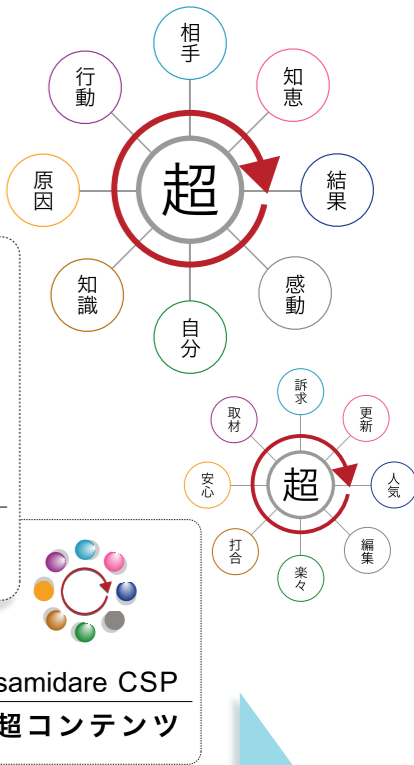 相手
知恵
結果
感動
自分
知識
原因
行動
超
訴求
更新
人気
編集
楽々
打合
安心
取材
超
samidare CSP
超コンテンツ